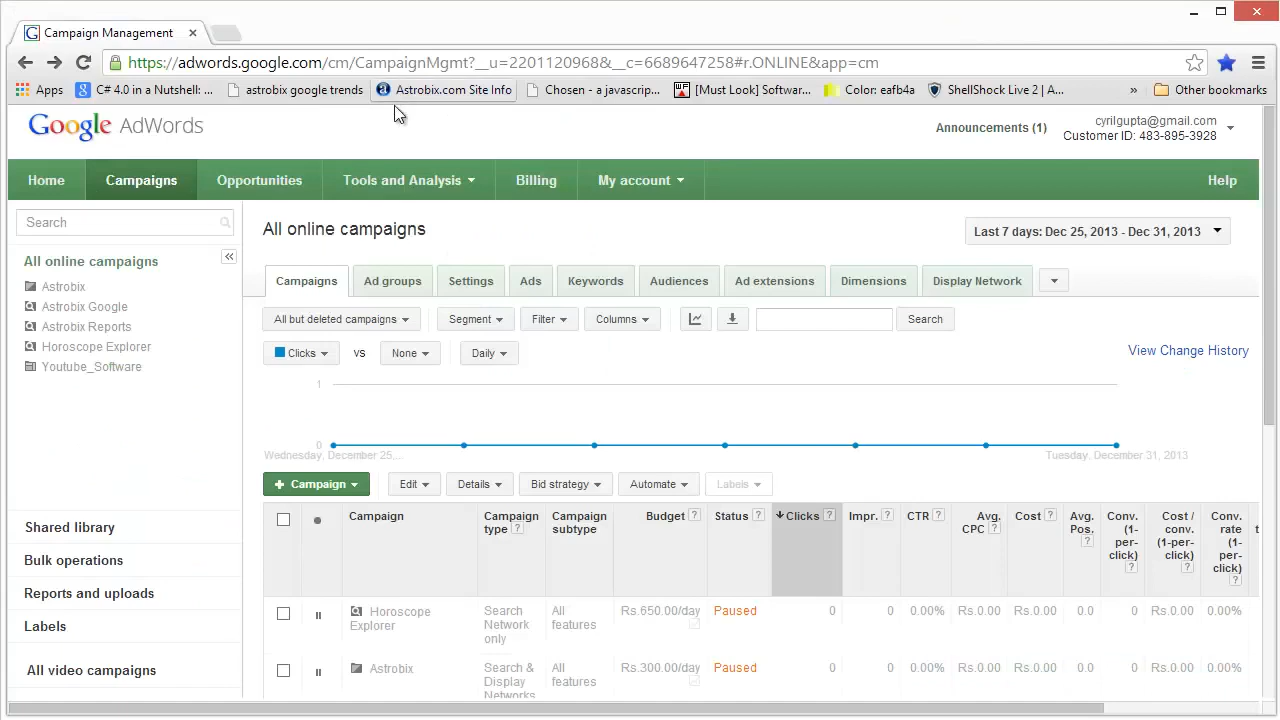 Campaign Management
https://adwords.google.com/cm/CampaignMgmt?__u=2201120968&__c=6689647258#r.ONLINE&app=cm
Apps C# 4.0 in a Nutshell: ... astrobix google trends Astrobix.com Site Info Chosen - a javascrip... [Must Look] Softwar... Color: eafb4a ShellShock Live 2 | A... » Other bookmarks
Google AdWords
Announcements (1)
cyrilgupta@gmail.com
Customer ID: 483-895-3928
Home Campaigns Opportunities Tools and Analysis Billing My account Help
Search
All online campaigns
Astrobix
Astrobix Google
Astrobix Reports
Horoscope Explorer
Youtube_Software
Shared library
Bulk operations
Reports and uploads
Labels
All video campaigns
All online campaigns
Last 7 days: Dec 25, 2013 - Dec 31, 2013
Campaigns Ad groups Settings Ads Keywords Audiences Ad extensions Dimensions Display Network
All but deleted campaigns Segment Filter Columns Search
Clicks vs None Daily
View Change History
1
0
Wednesday, December 25,... Tuesday, December 31, 2013
+ Campaign Edit Details Bid strategy Automate Labels
Campaign Campaign type ? Campaign subtype Budget ? Status ? Clicks ? Impr. ? CTR ? Avg. CPC ? Cost ? Avg. Pos. ? Conv. (1-per-click) ? Cost / conv. (1-per-click) ? Conv. rate (1-per-click) ?
Horoscope Explorer Search Network only All features Rs.650.00/day Paused 0 0 0.00% Rs.0.00 Rs.0.00 0.0 0 Rs.0.00 0.00%
Astrobix Search & Display Networks All features Rs.300.00/day Paused 0 0 0.00% Rs.0.00 Rs.0.00 0.0 0 Rs.0.00 0.00%